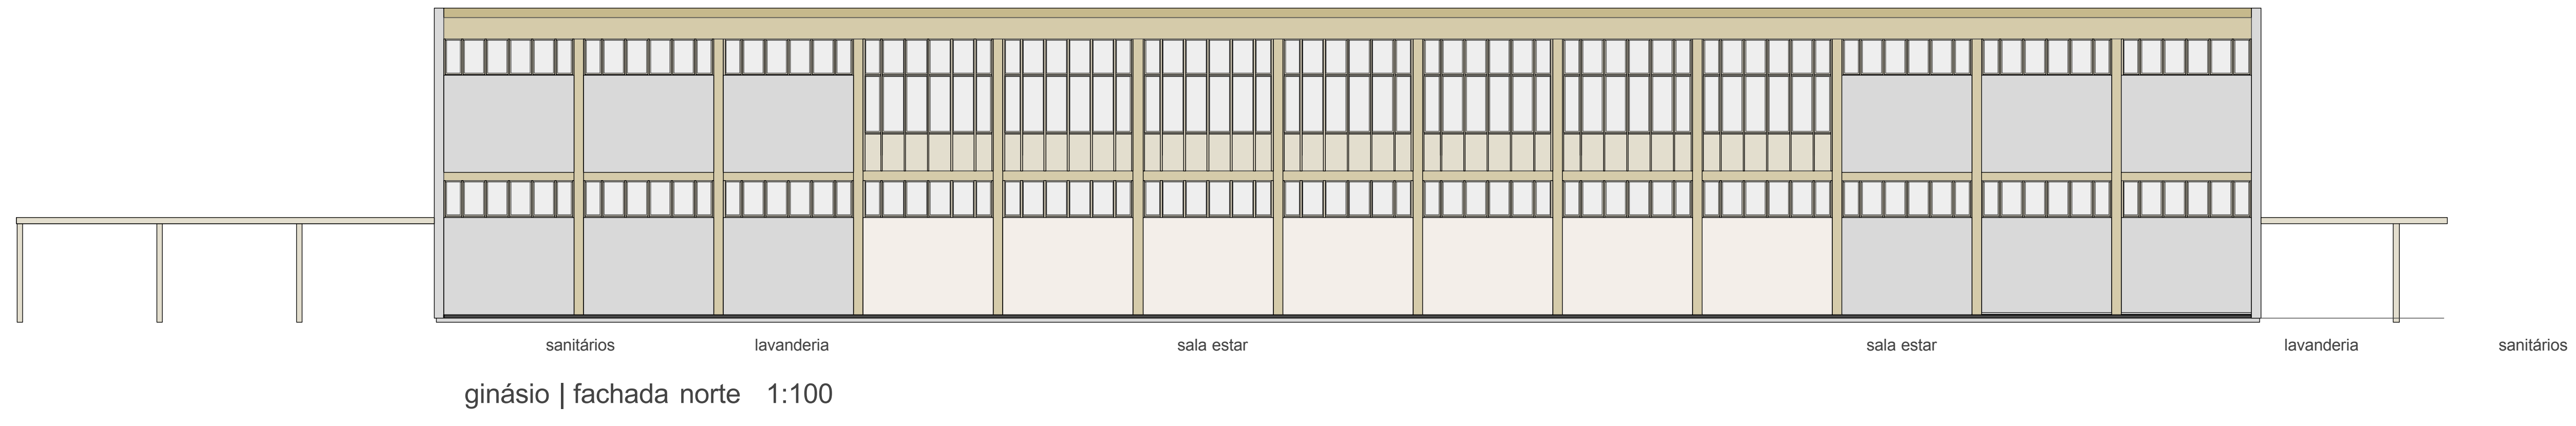 sanitários lavanderia sala estar sala estar lavanderia sanitários
ginásio | fachada norte 1:100